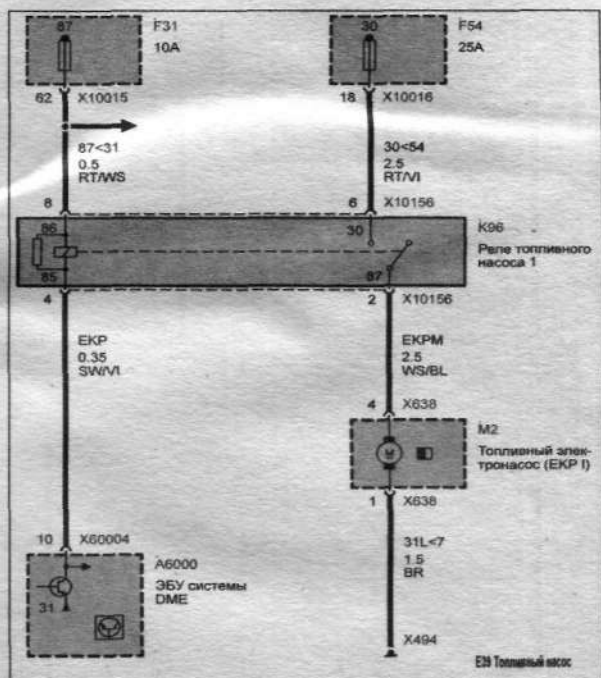 87
F31
10A
30
F54
25A
62 X10015
18 X10016
87<31
0.5
RT/WS
30<54
2.5
RT/VI
8
6 X10156
86
30
K96
Реле топливного
насоса 1
85
87
4
2 X10156
EKP
0.35
SW/VI
EKPM
2.5
WS/BL
4 X638
M2
M
Топливный элек-
тронасос (EKP I)
1 X638
10 X60004
31L<7
1.5
BR
A6000
ЭБУ системы
DME
31
X494
E39 Топливный насос